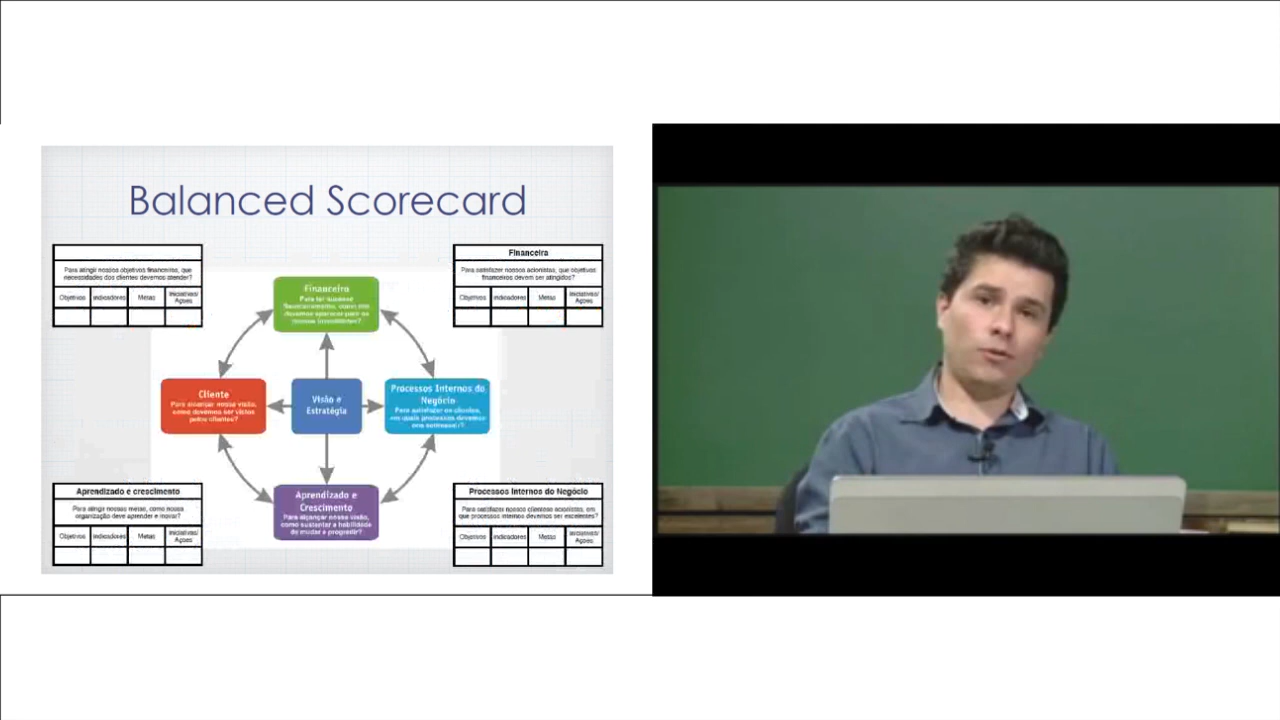 Balanced Scorecard
Para atingir nossos objetivos financeiros, que
necessidades dos clientes devemos atender?
Objetivos Indicadores Metas Iniciativas/
Ações
Financeira
Para satisfazer nossos acionistas, que objetivos
financeiros devem ser atingidos?
Objetivos Indicadores Metas Iniciativas/
Ações
Financeiro
Para ter sucesso
financeiramente, como nós
devemos aparecer para os
nossos investidores?
Cliente
Para alcançar nossa visão,
como devemos ser vistos
pelos clientes?
Visão e
Estratégia
Processos Internos do
Negócio
Para satisfazer os clientes,
em quais processos devemos
nos sobressair?
Aprendizado e
Crescimento
Para alcançar nossa visão,
como sustentar a habilidade
de mudar e progredir?
Aprendizado e crescimento
Para atingir nossas metas, como nossa
organização deve aprender e inovar?
Objetivos Indicadores Metas Iniciativas/
Ações
Processos Internos do Negócio
Para satisfazer nossos clientes e acionistas, em
que processos internos devemos ser excelentes?
Objetivos Indicadores Metas Iniciativas/
Ações